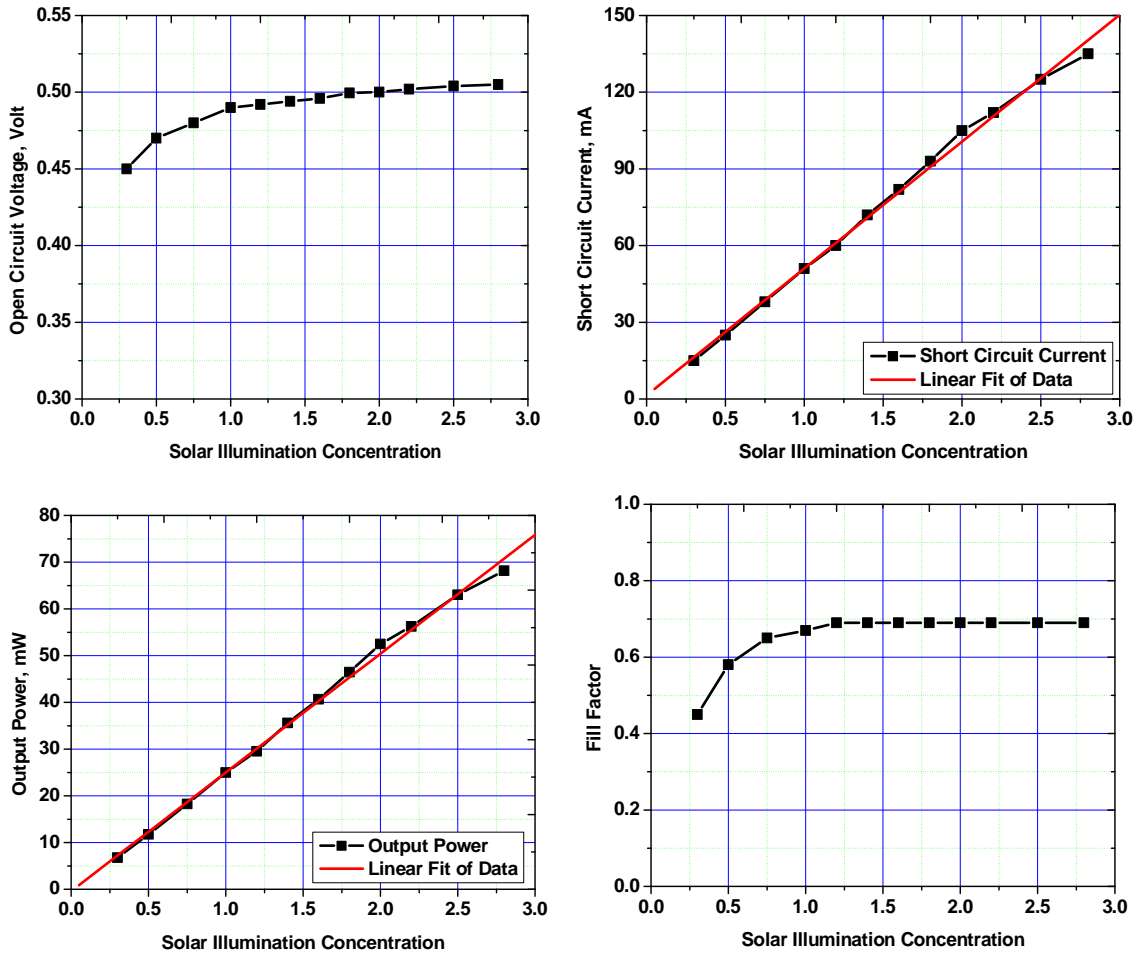 Open Circuit Voltage, Volt
0.55
0.50
0.45
0.40
0.35
0.30
0.0 0.5 1.0 1.5 2.0 2.5 3.0
Solar Illumination Concentration
Short Circuit Current, mA
150
120
90
60
30
0
Short Circuit Current
Linear Fit of Data
0.0 0.5 1.0 1.5 2.0 2.5 3.0
Solar Illumination Concentration
Output Power, mW
80
70
60
50
40
30
20
10
0
Output Power
Linear Fit of Data
0.0 0.5 1.0 1.5 2.0 2.5 3.0
Solar Illumination Concentration
Fill Factor
1.0
0.8
0.6
0.4
0.2
0.0
0.0 0.5 1.0 1.5 2.0 2.5 3.0
Solar Illumination Concentration